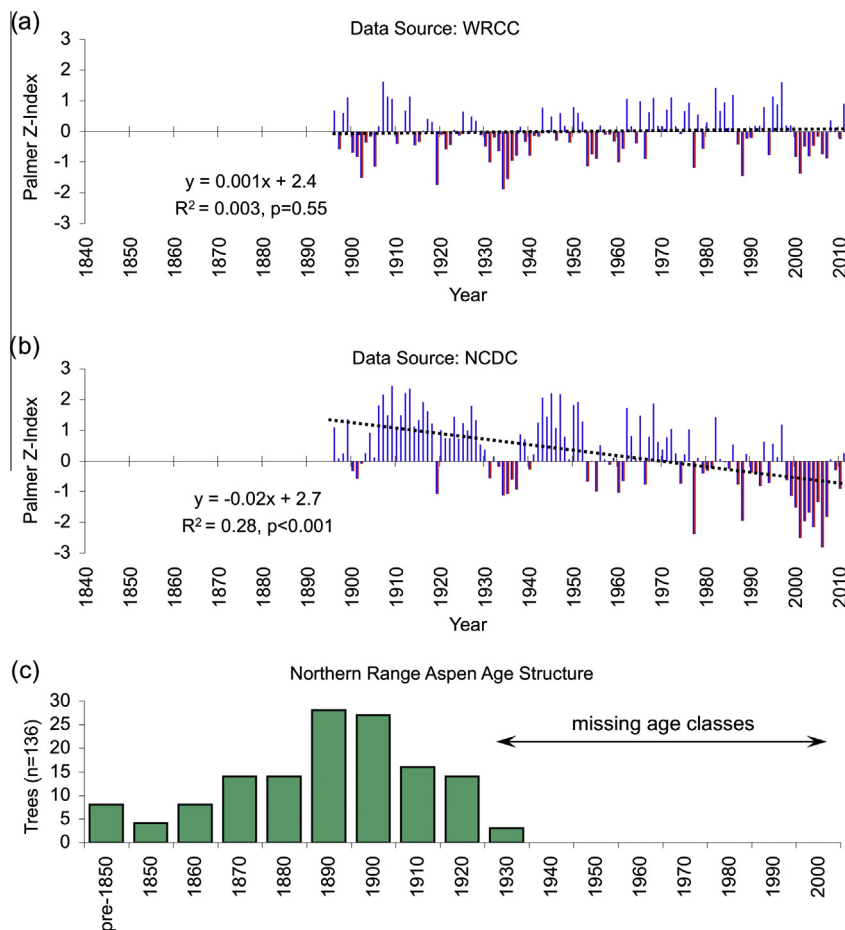 (a)
Data Source: WRCC
Palmer Z-Index
3
2
1
0
-1
-2
-3
y = 0.001x + 2.4
R² = 0.003, p=0.55
1840 1850 1860 1870 1880 1890 1900 1910 1920 1930 1940 1950 1960 1970 1980 1990 2000 2010
Year
(b)
Data Source: NCDC
Palmer Z-Index
3
2
1
0
-1
-2
-3
y = -0.02x + 2.7
R² = 0.28, p<0.001
1840 1850 1860 1870 1880 1890 1900 1910 1920 1930 1940 1950 1960 1970 1980 1990 2000 2010
Year
(c)
Northern Range Aspen Age Structure
Trees (n=136)
30
25
20
15
10
5
0
missing age classes
pre-1850 1850 1860 1870 1880 1890 1900 1910 1920 1930 1940 1950 1960 1970 1980 1990 2000